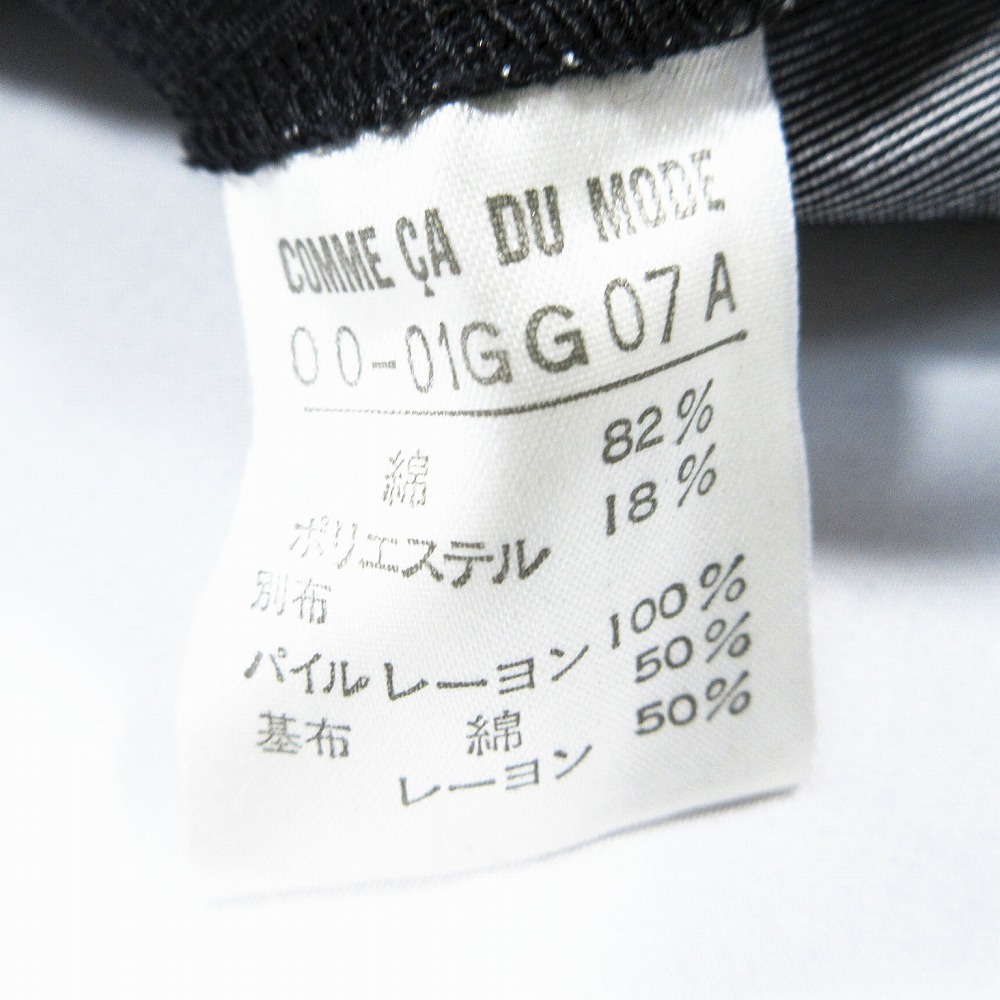 COMME ÇA DU MODE
00-01GG07A
綿 82%
ポリエステル 18%
別布
パイル レーヨン 100%
基布 綿 50%
レーヨン 50%